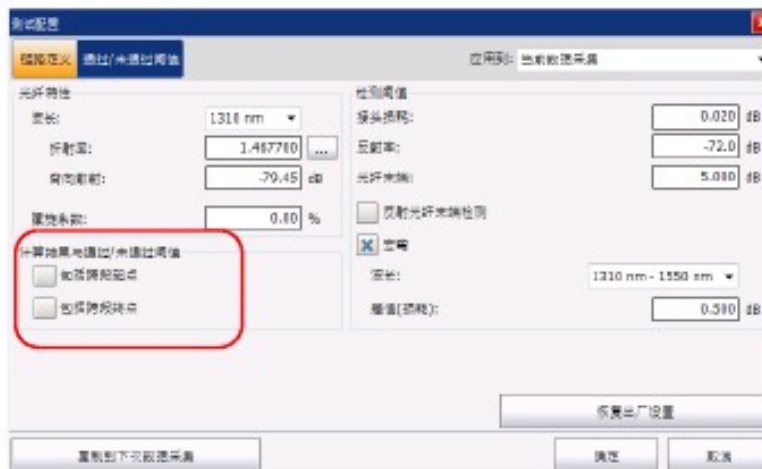 测试配置
链路定义 通过/未通过阈值 应用到: 当前数据采集
光纤特性
波长: 1310 nm
折射率: 1.467700 ...
背向散射: -79.45 dB
螺旋系数: 0.00 %
计算结果与通过/未通过阈值
包括跨段起点
包括跨段终点
检测阈值
接头损耗: 0.020 dB
反射率: -72.0 dB
光纤末端: 5.000 dB
反射光纤末端检测
宏弯
波长: 1310 nm - 1550 nm
差值(损耗): 0.500 dB
恢复出厂设置
复制到下次数据采集 确定 取消